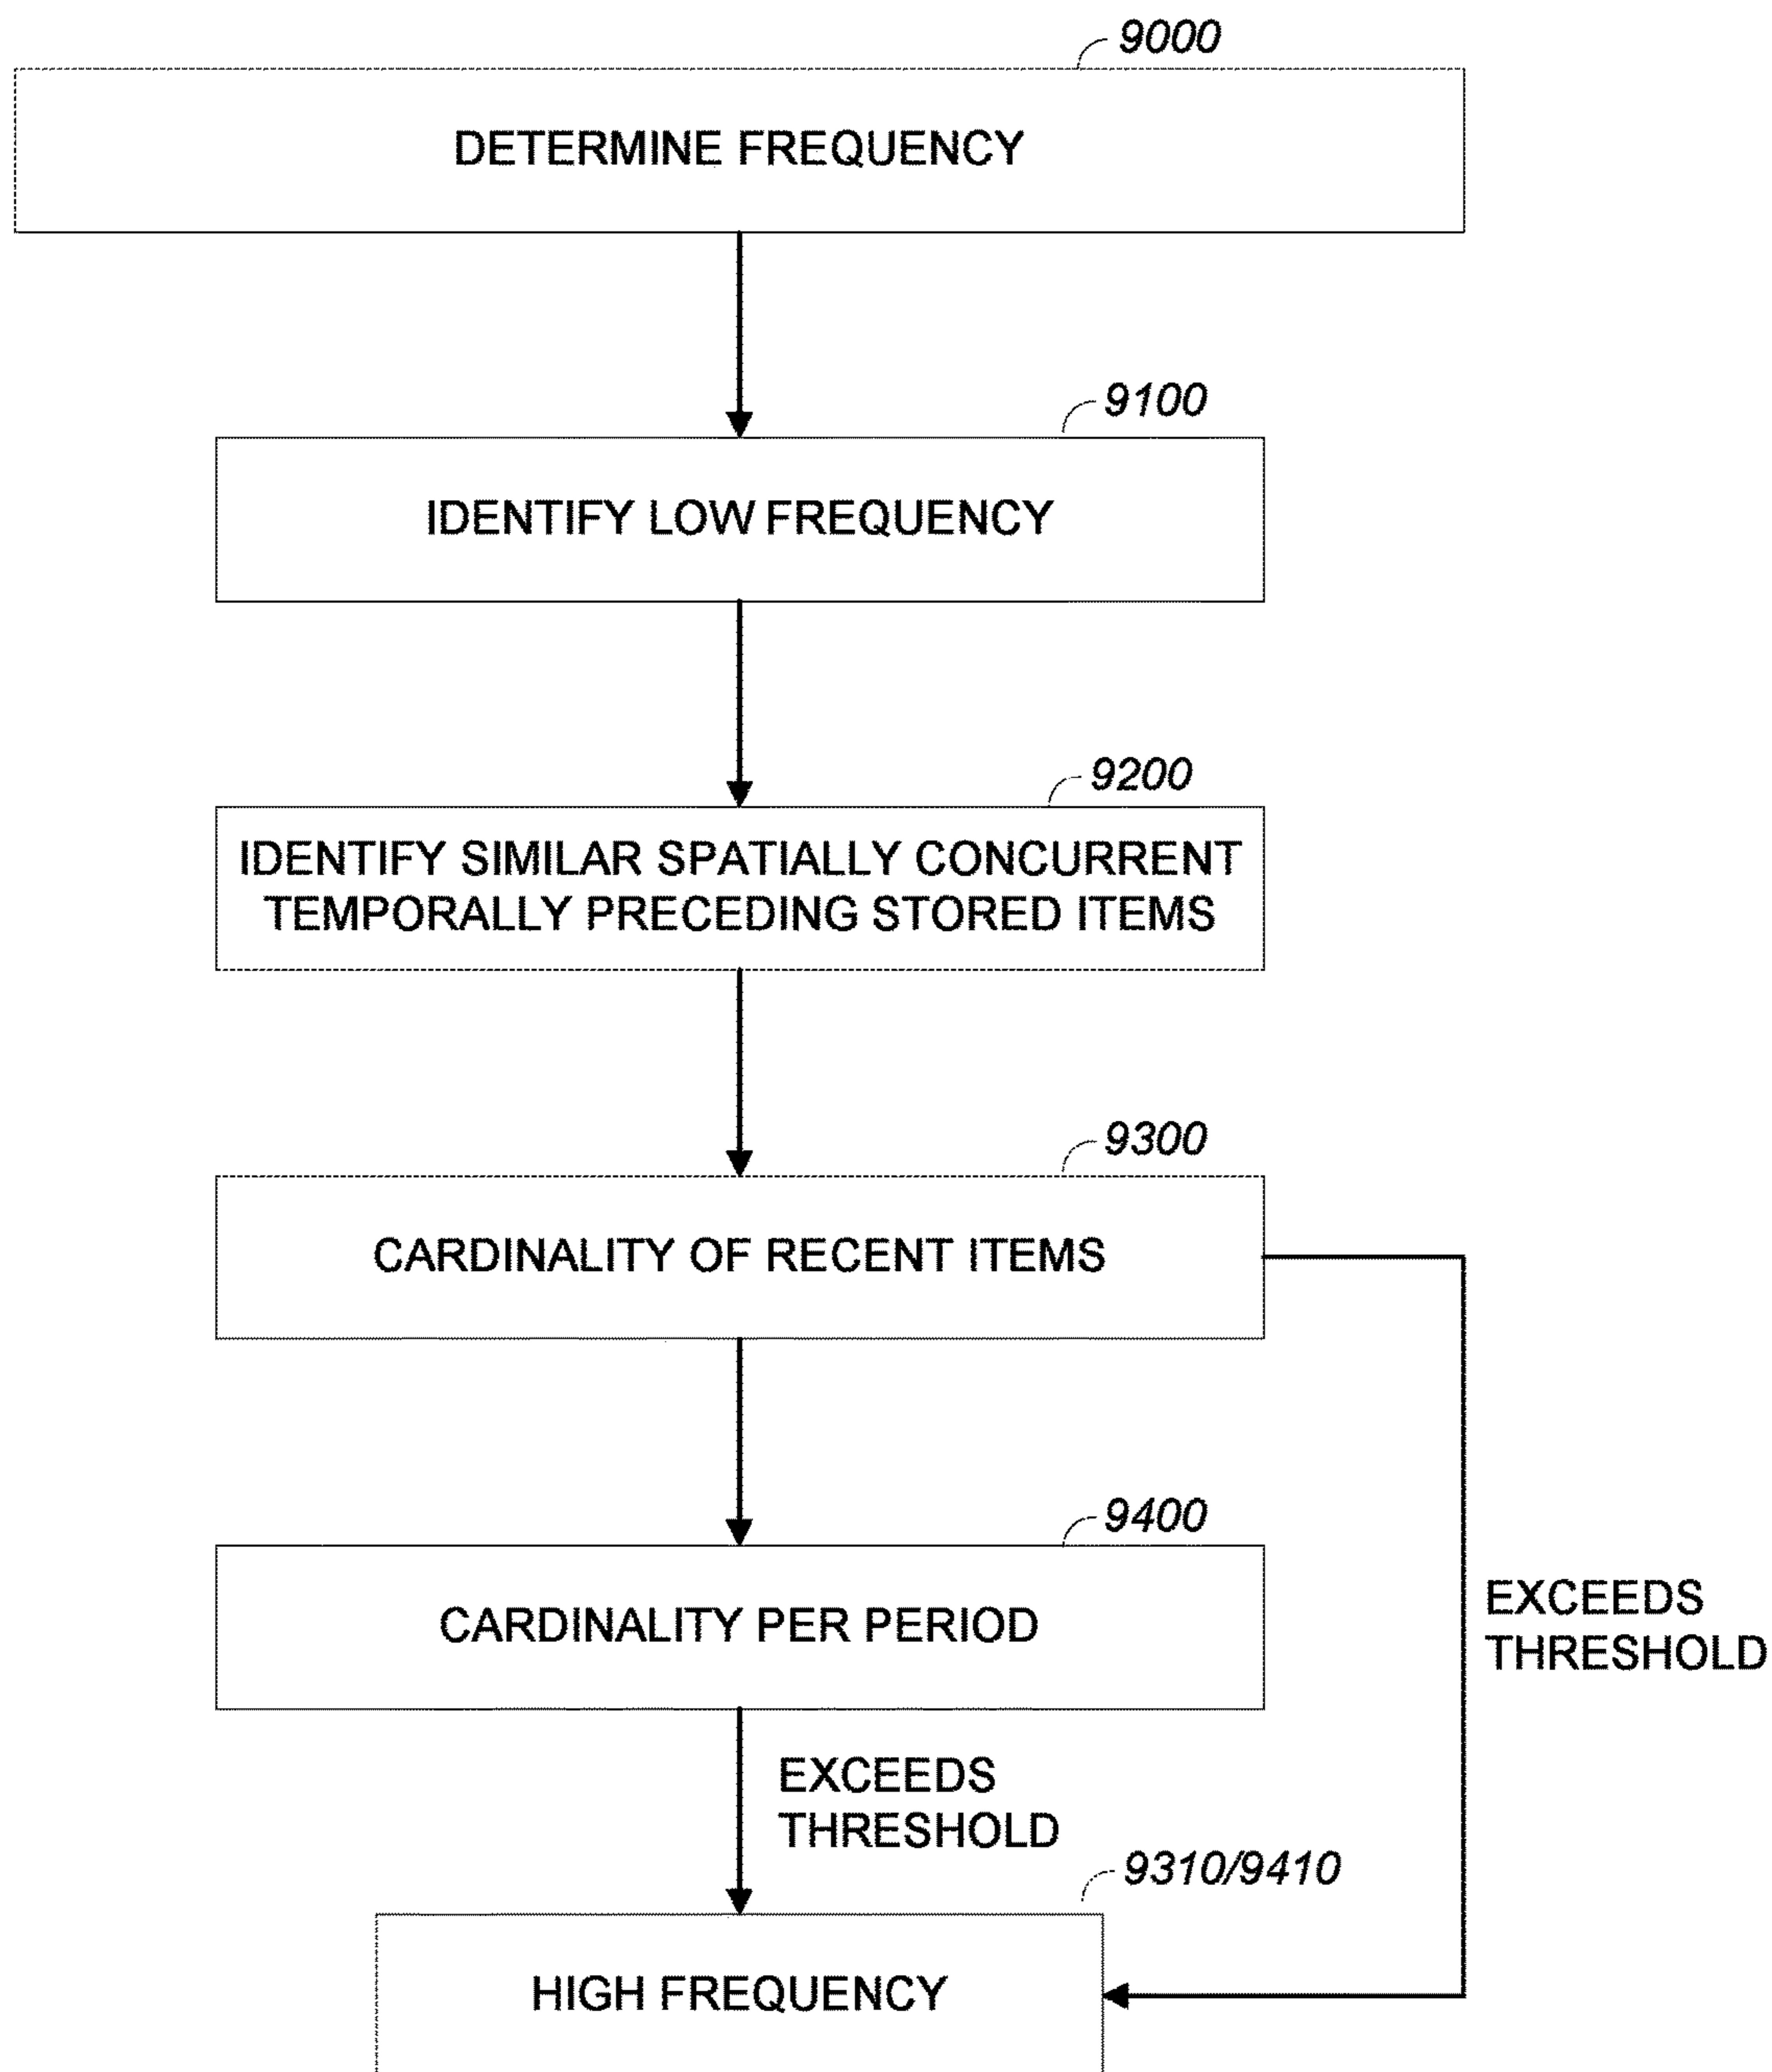 9000
DETERMINE FREQUENCY
9100
IDENTIFY LOW FREQUENCY
9200
IDENTIFY SIMILAR SPATIALLY CONCURRENT
TEMPORALLY PRECEDING STORED ITEMS
9300
CARDINALITY OF RECENT ITEMS
9400
CARDINALITY PER PERIOD
EXCEEDS
THRESHOLD
EXCEEDS
THRESHOLD
9310/9410
HIGH FREQUENCY